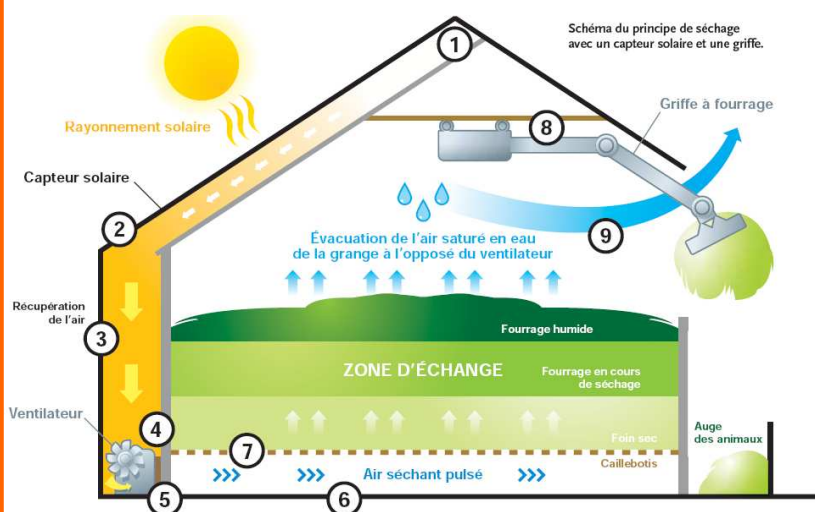 Schéma du principe de séchage
avec un capteur solaire et une griffe.
1
Rayonnement solaire
8
Griffe à fourrage
Capteur solaire
2
9
Évacuation de l'air saturé en eau
de la grange à l'opposé du ventilateur
Récupération
de l'air
3
Fourrage humide
ZONE D'ÉCHANGE
Fourrage en cours
de séchage
Ventilateur
4
7
Foin sec
Caillebotis
Auge
des animaux
Air séchant pulsé
5
6